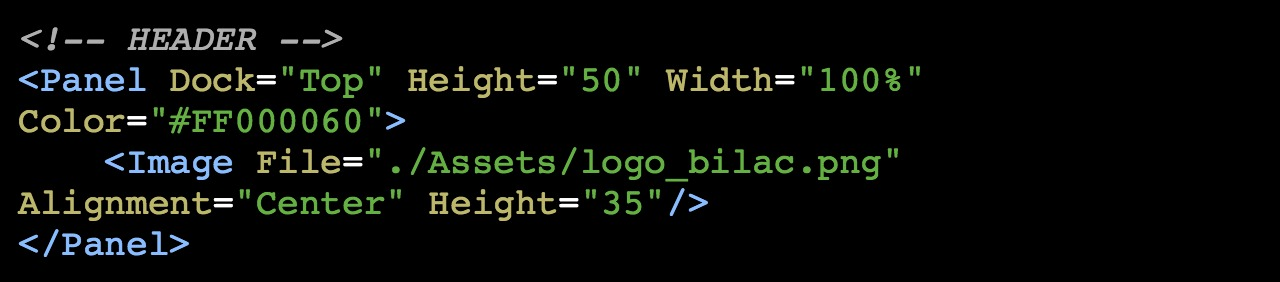 <!-- HEADER -->
<Panel Dock="Top" Height="50" Width="100%"
Color="#FF000060">
    <Image File="./Assets/logo_bilac.png"
Alignment="Center" Height="35"/>
</Panel>